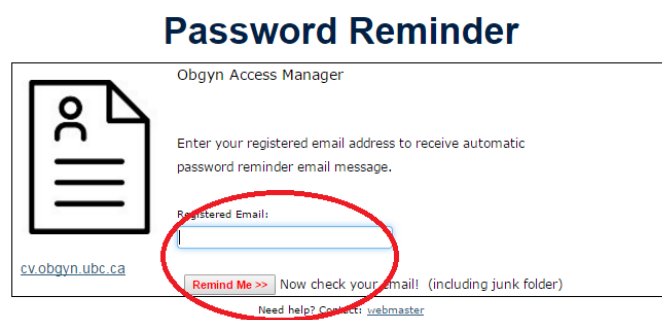 Password Reminder
Obgyn Access Manager
Enter your registered email address to receive automatic
password reminder email message.
Registered Email:
cv.obgyn.ubc.ca
Remind Me >> Now check your email! (including junk folder)
Need help? Contact: webmaster